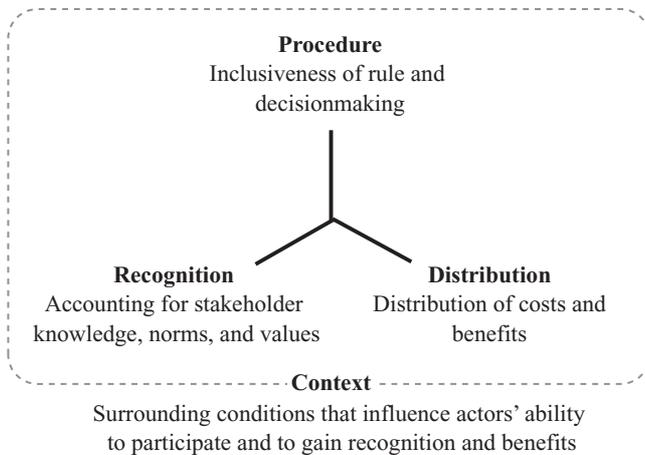 Procedure
Inclusiveness of rule and
decisionmaking
Recognition
Accounting for stakeholder
knowledge, norms, and values
Distribution
Distribution of costs and
benefits
Context
Surrounding conditions that influence actors’ ability
to participate and to gain recognition and benefits